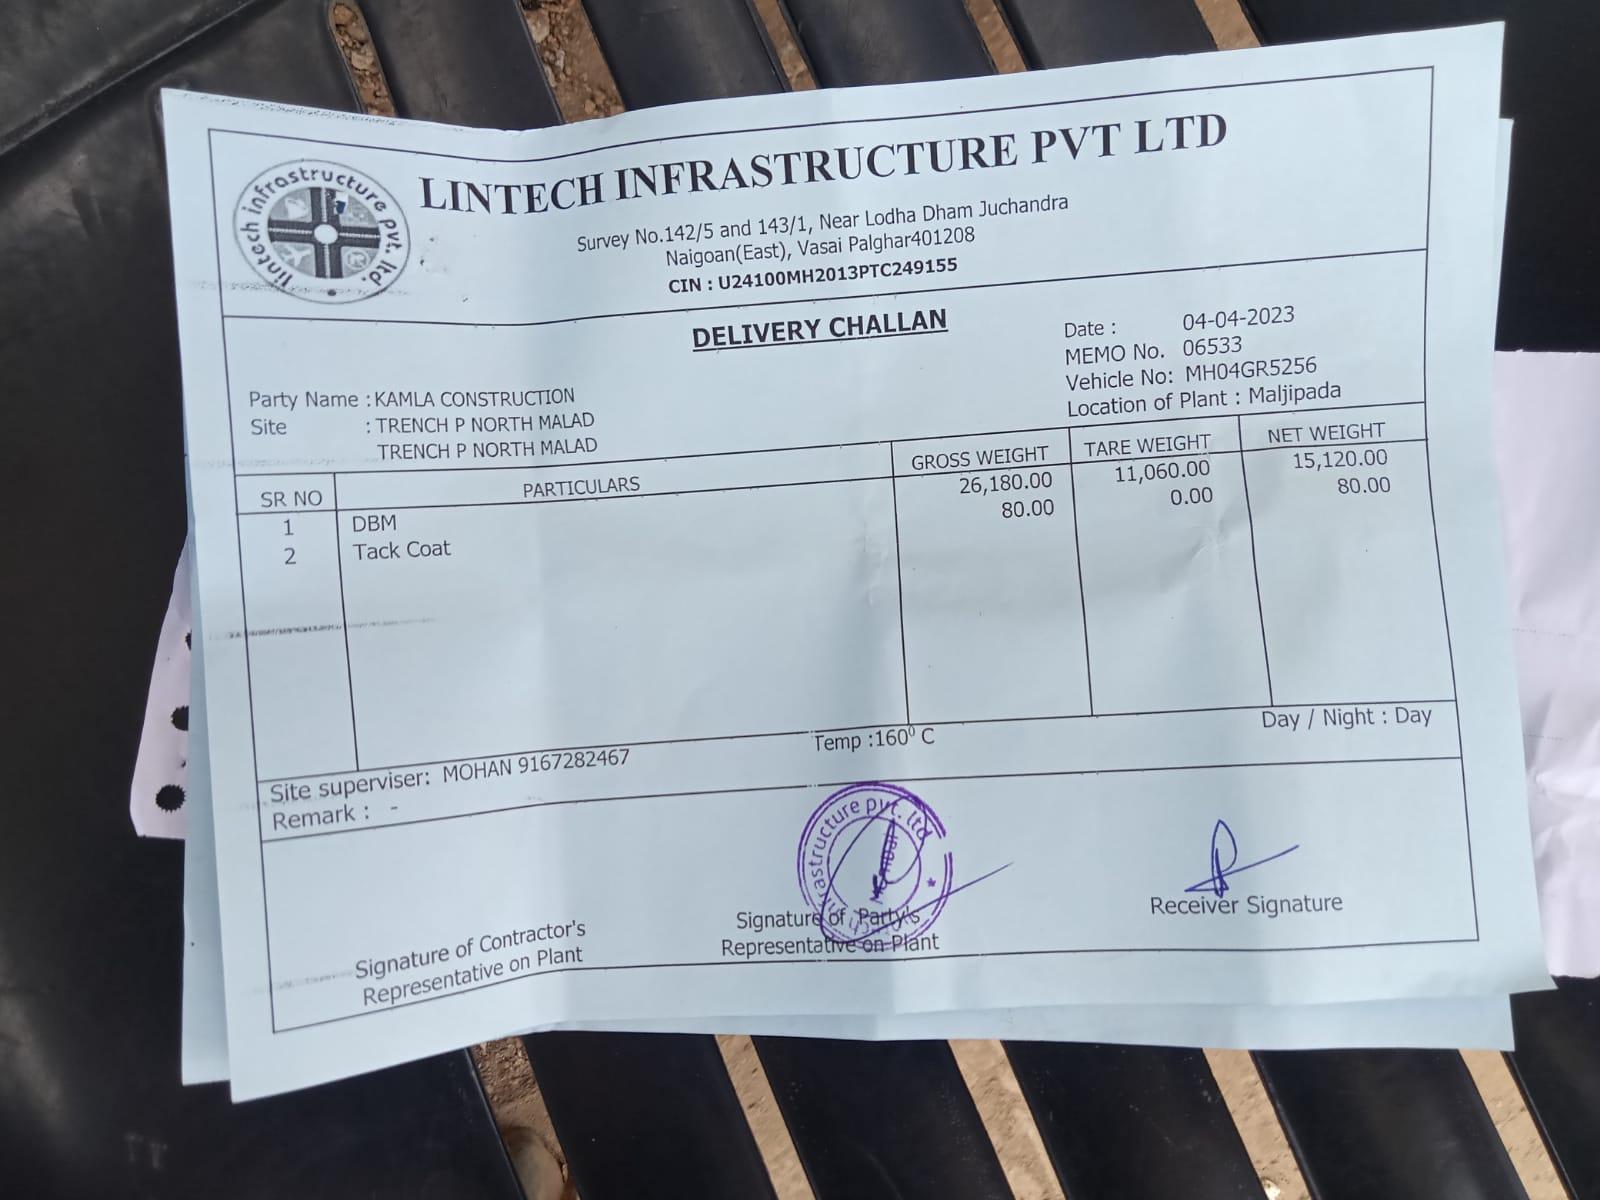 lintech infrastructure pvt. ltd.
LINTECH INFRASTRUCTURE PVT LTD
Survey No.142/5 and 143/1, Near Lodha Dham Juchandra
Naigoan(East), Vasai Palghar401208
CIN : U24100MH2013PTC249155
DELIVERY CHALLAN
Date : 04-04-2023
MEMO No. 06533
Vehicle No: MH04GR5256
Location of Plant : Maljipada
Party Name : KAMLA CONSTRUCTION
Site : TRENCH P NORTH MALAD
TRENCH P NORTH MALAD
SR NO PARTICULARS GROSS WEIGHT TARE WEIGHT NET WEIGHT
1 DBM 26,180.00 11,060.00 15,120.00
2 Tack Coat 80.00 0.00 80.00
Site superviser: MOHAN 9167282467 Temp :160⁰ C Day / Night : Day
Remark : -
frastructure pvt. ltd
Signature of Contractor's
Representative on Plant
Signature of Party's
Representative on Plant
Receiver Signature